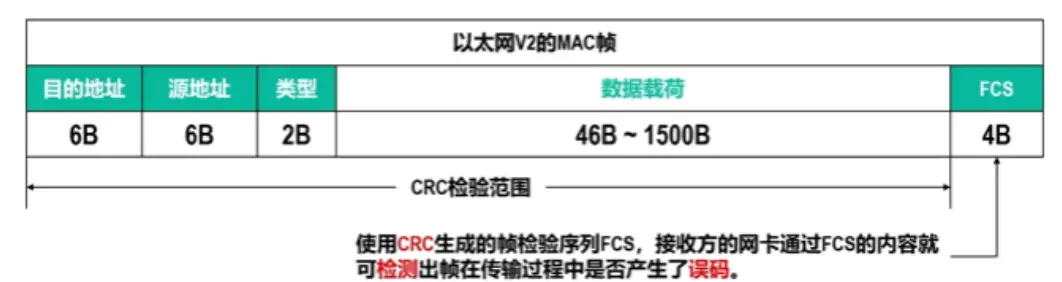 以太网V2的MAC帧
目的地址 源地址 类型 数据载荷 FCS
6B 6B 2B 46B ~ 1500B 4B
CRC检验范围
使用CRC生成的帧检验序列FCS，接收方的网卡通过FCS的内容就
可检测出帧在传输过程中是否产生了误码。